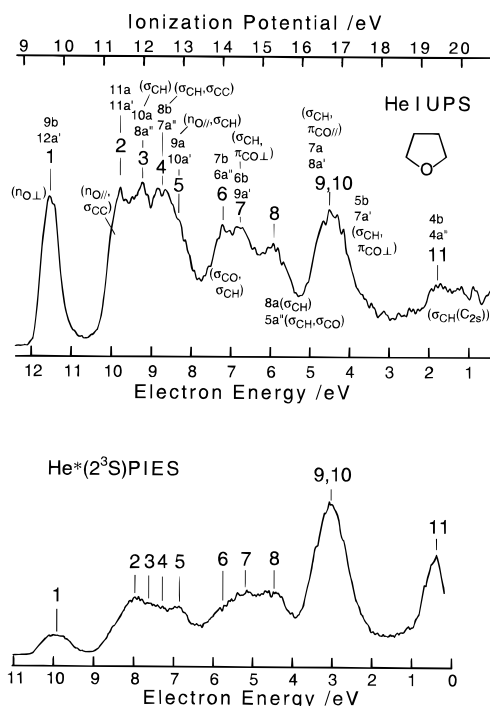 Ionization Potential /eV
9 10 11 12 13 14 15 16 17 18 19 20
He I UPS
O
9b
12a'
1
(nO⊥)
11a
11a'
2
(nO//,
σCC)
(σCH)
10a
8a"
3
(σCH,σCC)
8b
7a"
4
(nO//,σCH)
9a
10a'
5
7b
6a"
6
(σCO,
σCH)
(σCH,
πCO⊥)
6b
9a'
7
8
8a(σCH)
5a"(σCH,σCO)
(σCH,
πCO//)
7a
8a'
9,10
5b
7a'
(σCH,
πCO⊥)
4b
4a"
11
(σCH(C2s))
12 11 10 9 8 7 6 5 4 3 2 1
Electron Energy /eV
He*(2³S)PIES
1
2 3 4 5
6 7 8
9,10
11
11 10 9 8 7 6 5 4 3 2 1 0
Electron Energy /eV